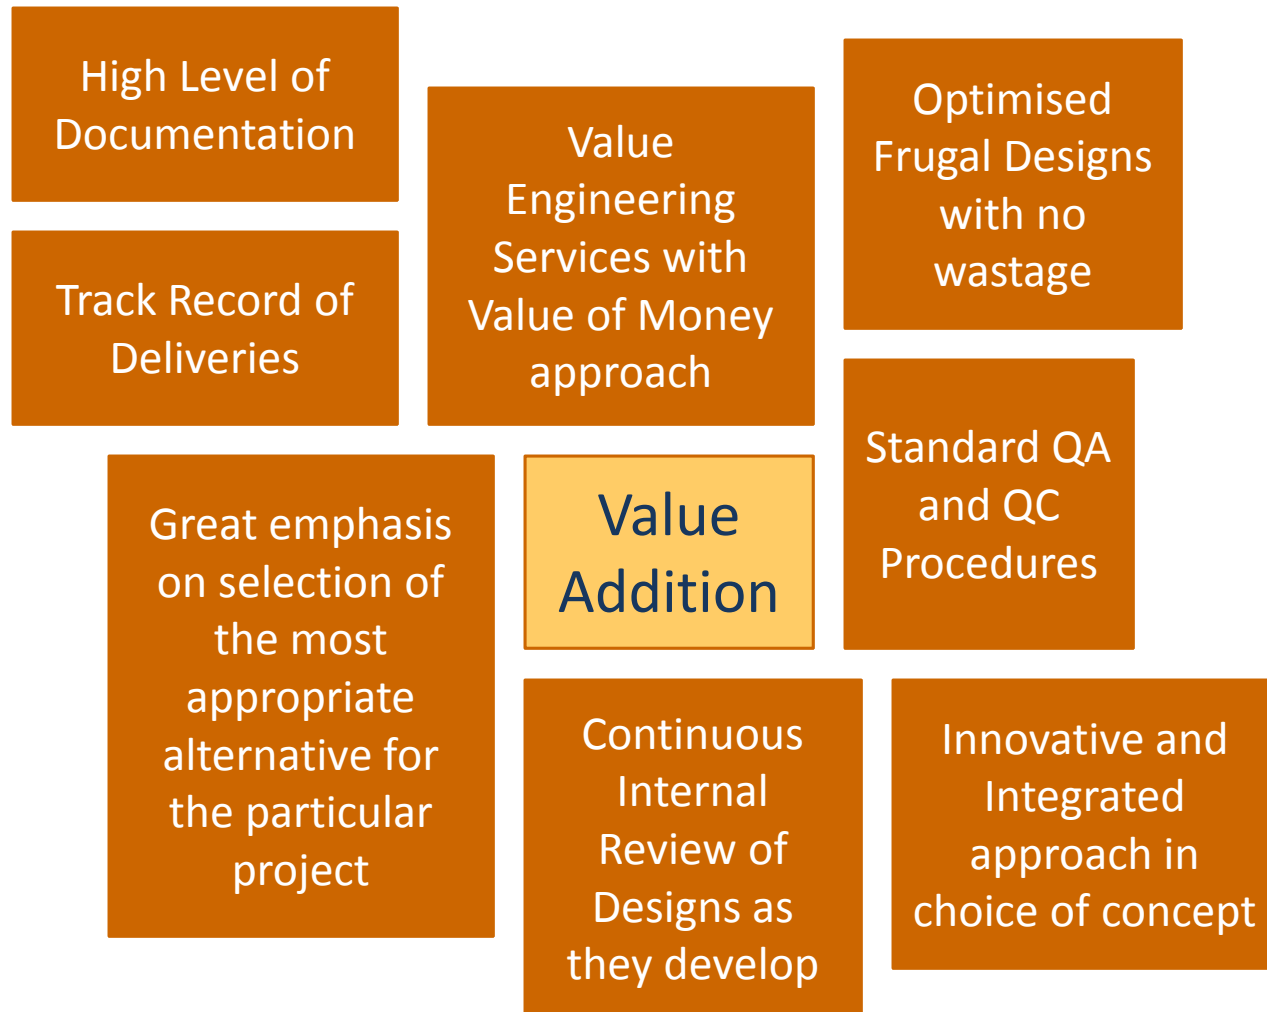 High Level of
Documentation
Track Record of
Deliveries
Value
Engineering
Services with
Value of Money
approach
Optimised
Frugal Designs
with no
wastage
Great emphasis
on selection of
the most
appropriate
alternative for
the particular
project
Value
Addition
Standard QA
and QC
Procedures
Continuous
Internal
Review of
Designs as
they develop
Innovative and
Integrated
approach in
choice of concept